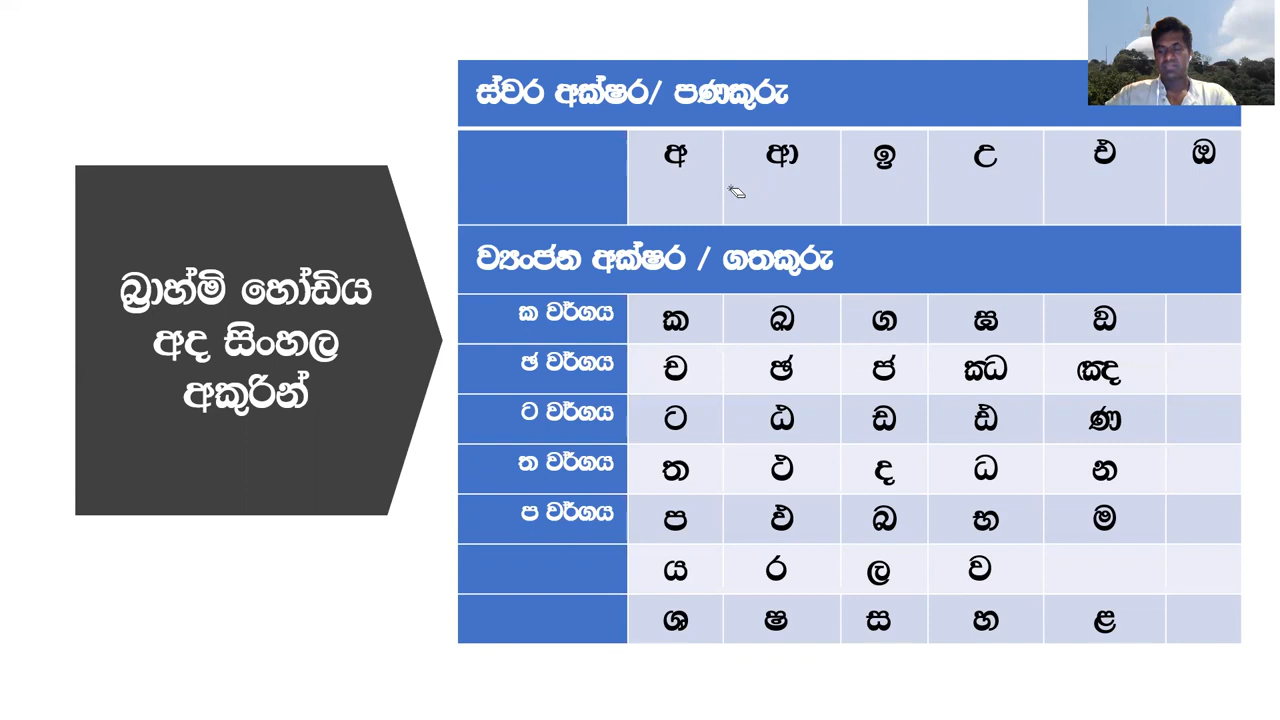 ස්වර අක්ෂර/ පණකුරු
අ ආ ඉ උ එ ඔ
බ්‍රාහ්මි හෝඩිය
අද සිංහල
අකුරින්
ව්‍යංජන අක්ෂර / ගතකුරු
ක වර්ගය ක ඛ ග ඝ ඞ
ඡ වර්ගය ච ඡ ජ ඣ ඤ
ට වර්ගය ට ඨ ඩ ඪ ණ
ත වර්ගය ත ථ ද ධ න
ප වර්ගය ප ඵ බ භ ම
ය ර ල ව
ශ ෂ ස හ ළ